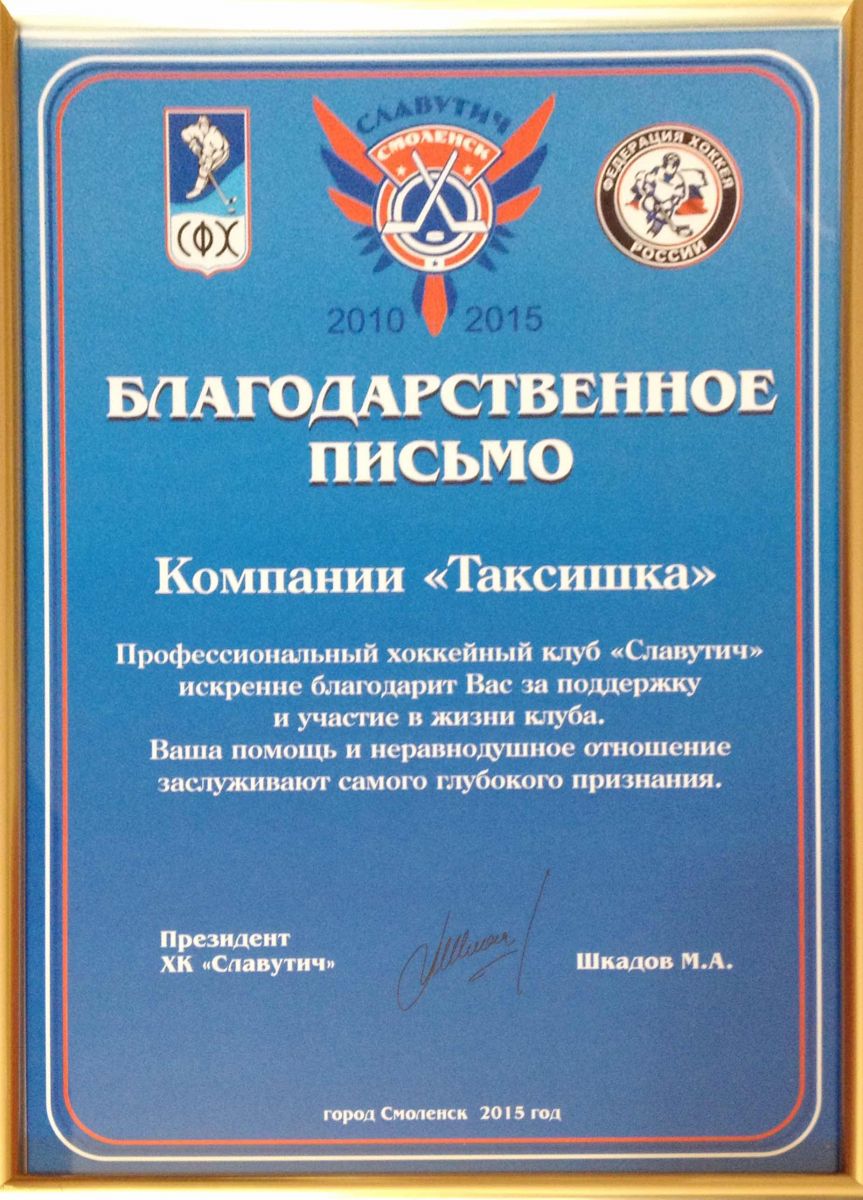 СЛАВУТИЧ
СМОЛЕНСК
СФХ
ФЕДЕРАЦИЯ ХОККЕЯ
РОССИИ
2010 2015
БЛАГОДАРСТВЕННОЕ
ПИСЬМО
Компании «Таксишка»
Профессиональный хоккейный клуб «Славутич»
искренне благодарит Вас за поддержку
и участие в жизни клуба.
Ваша помощь и неравнодушное отношение
заслуживают самого глубокого признания.
Президент
ХК «Славутич»
Шкадов М.А.
город Смоленск 2015 год